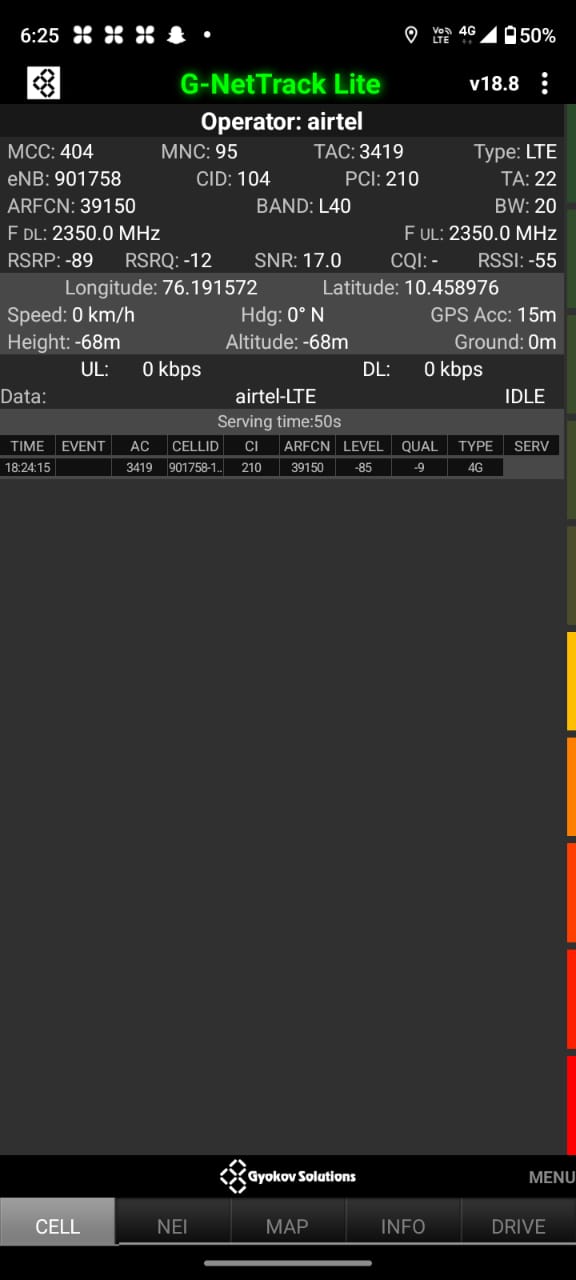 6:25 VoLTE 4G 50%
G-NetTrack Lite v18.8
Operator: airtel
MCC: 404 MNC: 95 TAC: 3419 Type: LTE
eNB: 901758 CID: 104 PCI: 210 TA: 22
ARFCN: 39150 BAND: L40 BW: 20
F DL: 2350.0 MHz F UL: 2350.0 MHz
RSRP: -89 RSRQ: -12 SNR: 17.0 CQI: - RSSI: -55
Longitude: 76.191572 Latitude: 10.458976
Speed: 0 km/h Hdg: 0° N GPS Acc: 15m
Height: -68m Altitude: -68m Ground: 0m
UL: 0 kbps DL: 0 kbps
Data: airtel-LTE IDLE
Serving time:50s
TIME EVENT AC CELLID CI ARFCN LEVEL QUAL TYPE SERV
18:24:15 3419 901758-1.. 210 39150 -85 -9 4G
Gyokov Solutions MENU
CELL NEI MAP INFO DRIVE